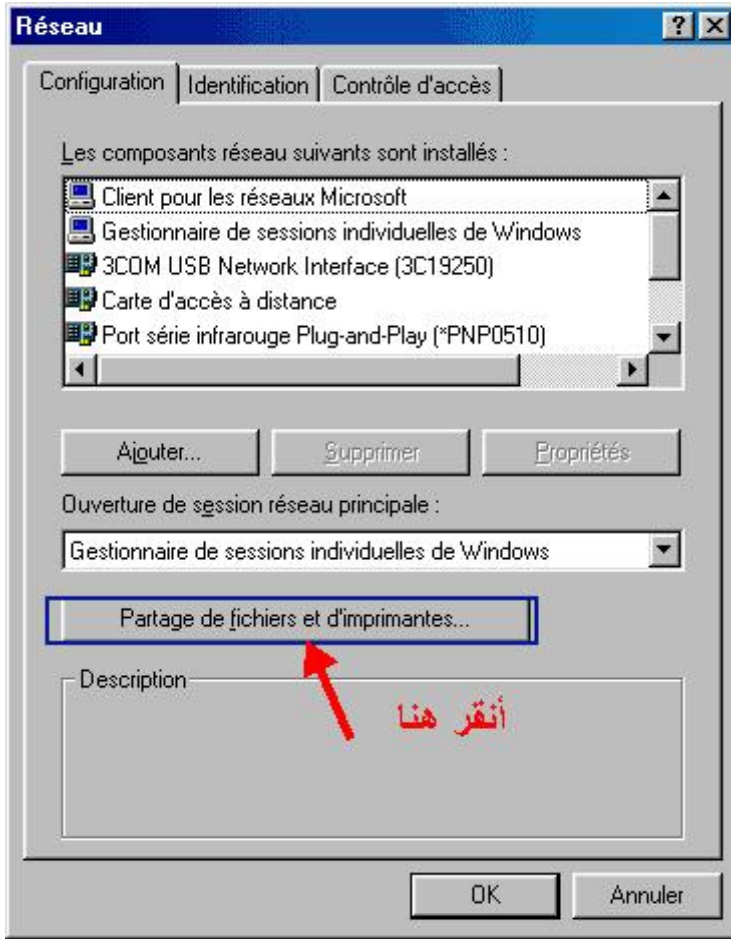 Réseau
Configuration Identification Contrôle d'accès
Les composants réseau suivants sont installés :
Client pour les réseaux Microsoft
Gestionnaire de sessions individuelles de Windows
3COM USB Network Interface (3C19250)
Carte d'accès à distance
Port série infrarouge Plug-and-Play (*PNP0510)
Ajouter... Supprimer Propriétés
Ouverture de session réseau principale :
Gestionnaire de sessions individuelles de Windows
Partage de fichiers et d'imprimantes...
Description
أنقر هنا
OK Annuler